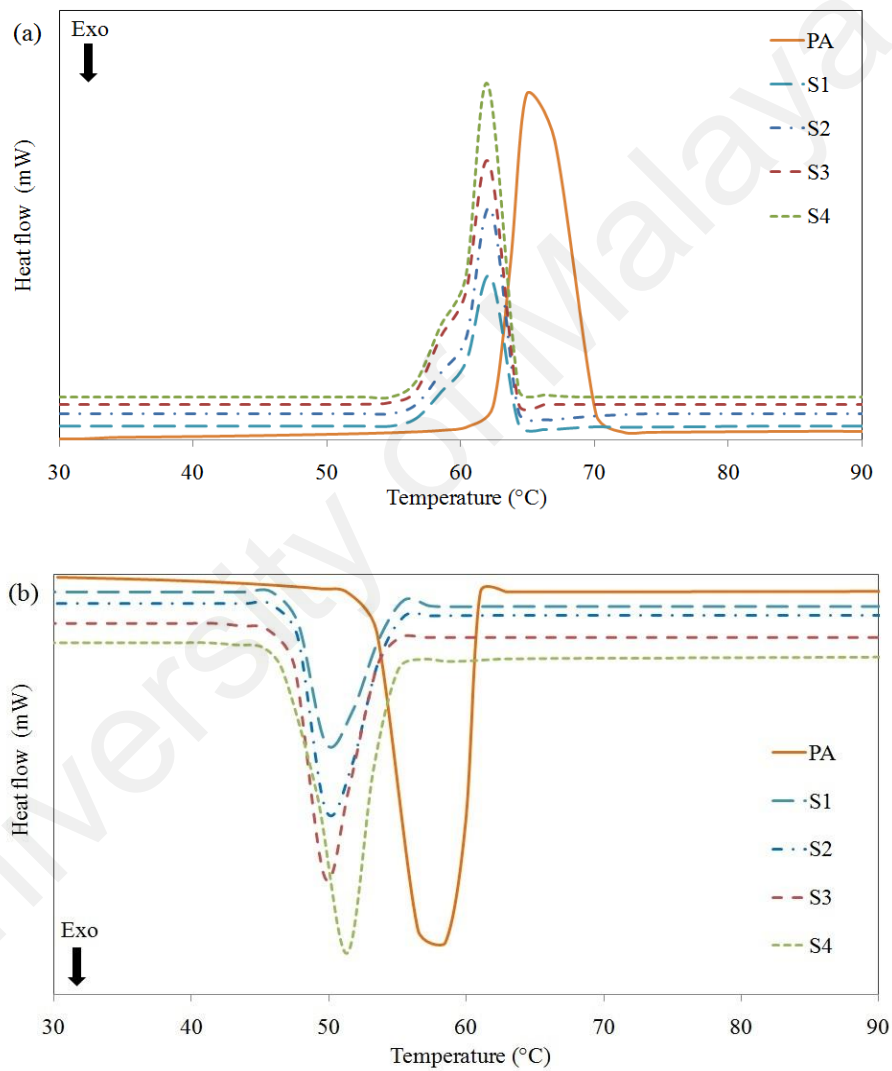 (a)
Exo
PA
S1
S2
S3
S4
Heat flow (mW)
30 40 50 60 70 80 90
Temperature (°C)
(b)
Heat flow (mW)
PA
S1
S2
S3
S4
Exo
30 40 50 60 70 80 90
Temperature (°C)
University of Malaya